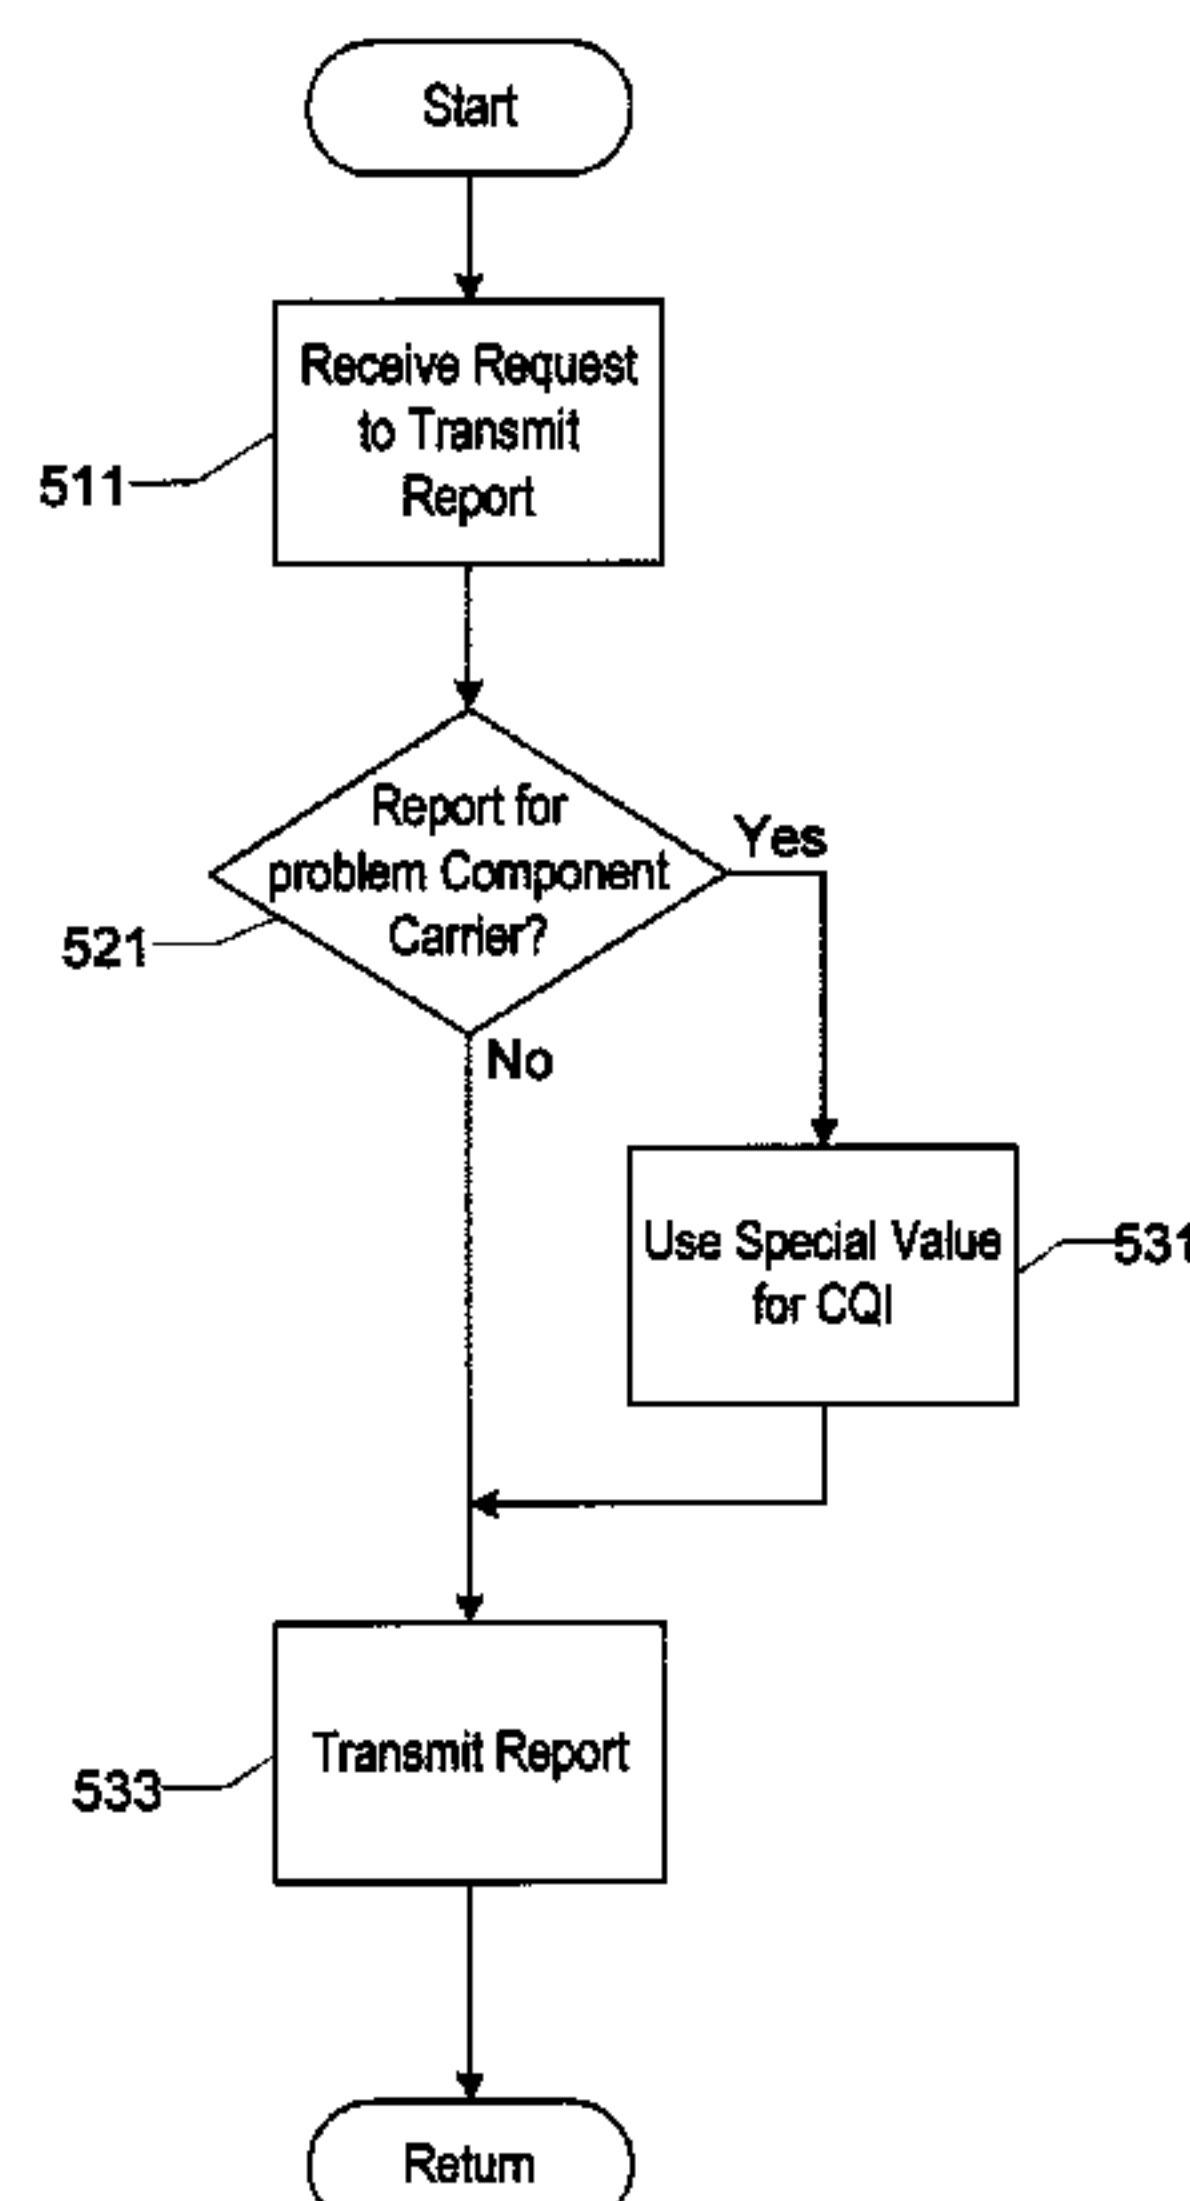 Start
Receive Request
to Transmit
Report
511
Report for
problem Component
Carrier?
Yes
521
No
Use Special Value
for CQI
531
Transmit Report
533
Return